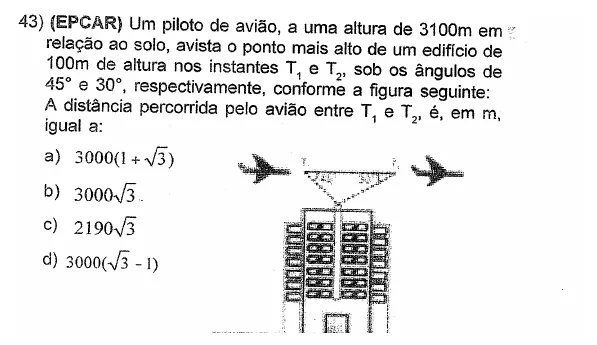 43) (EPCAR) Um piloto de avião, a uma altura de 3100m em
relação ao solo, avista o ponto mais alto de um edifício de
100m de altura nos instantes T₁ e T₂, sob os ângulos de
45° e 30°, respectivamente, conforme a figura seguinte:
A distância percorrida pelo avião entre T₁ e T₂, é, em m,
igual a:
a) 3000(1 + √3)
b) 3000√3
c) 2190√3
d) 3000(√3 - 1)
45° 30°